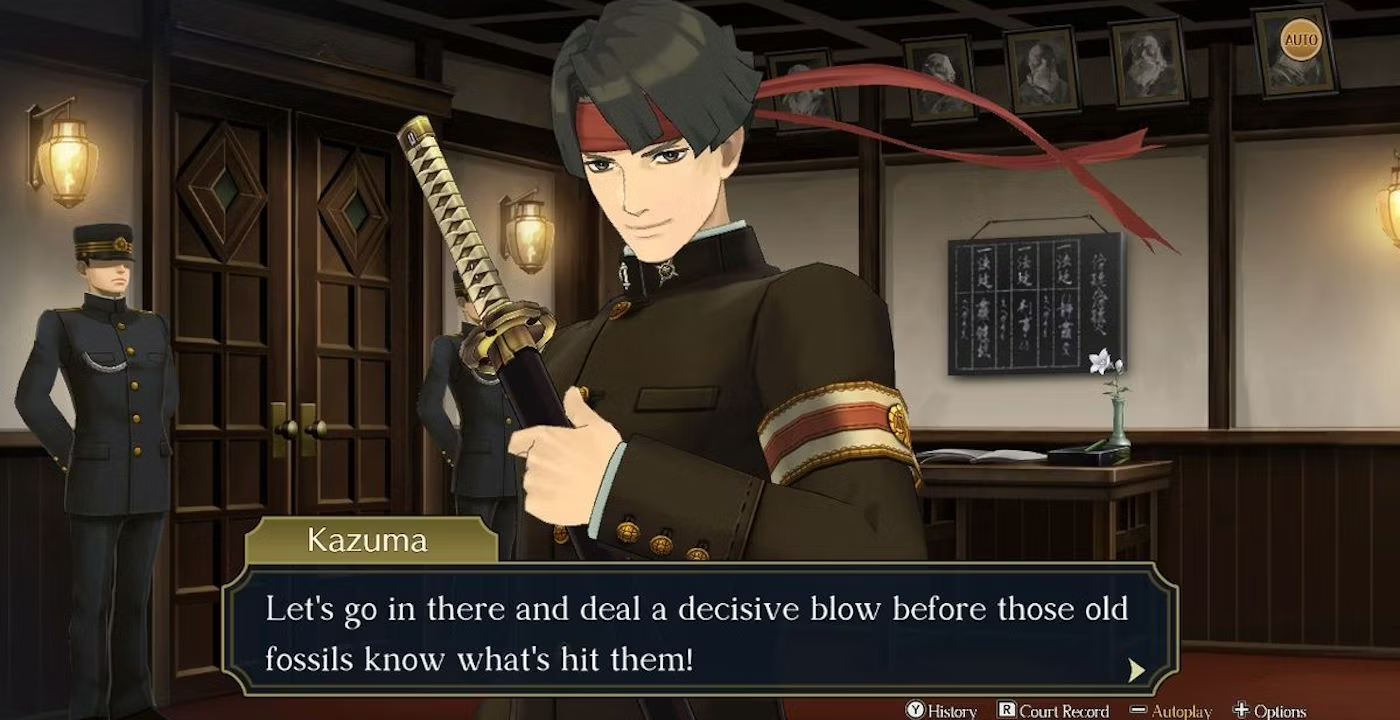 AUTO
Kazuma
Let's go in there and deal a decisive blow before those old
fossils know what's hit them!
Y History R Court Record Autoplay Options